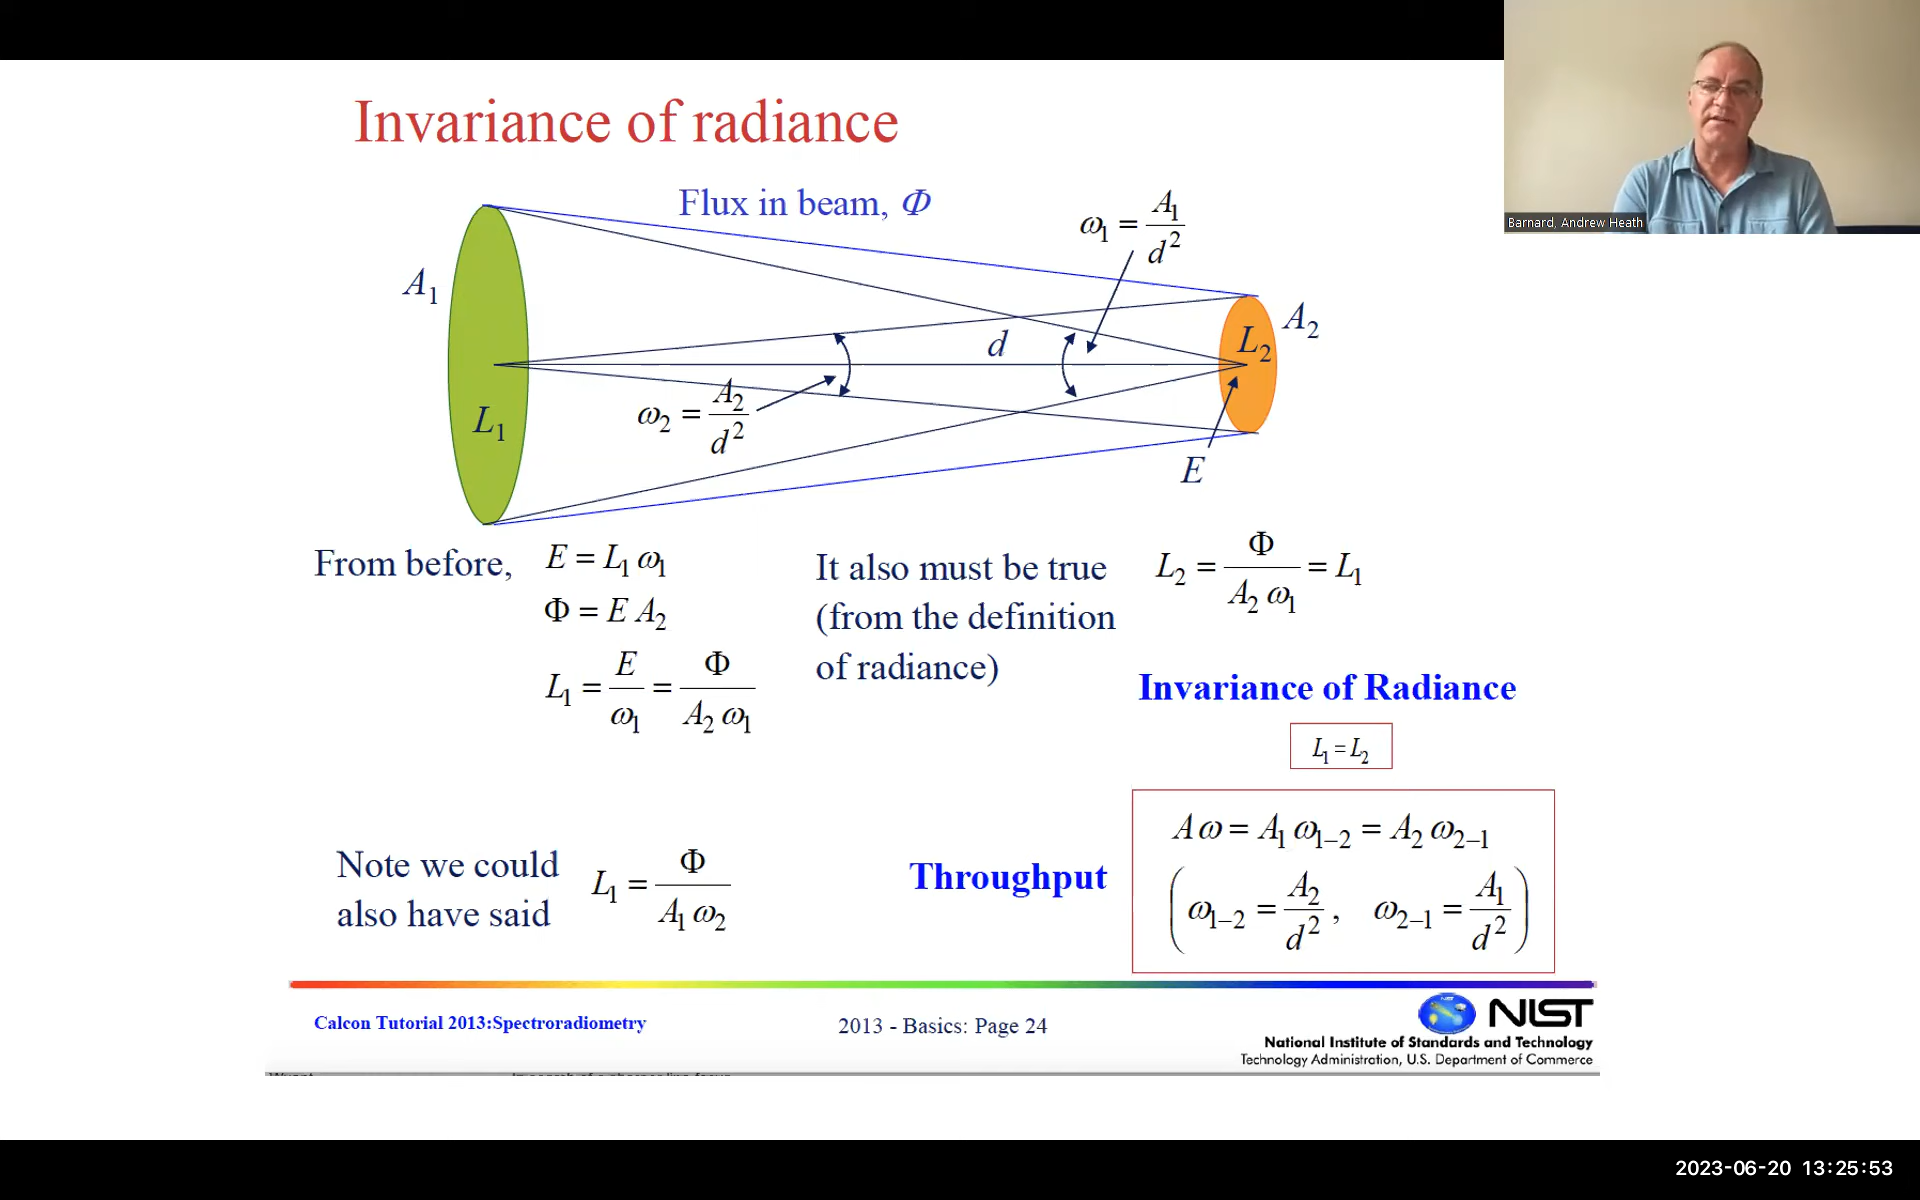 Invariance of radiance
Barnard, Andrew Heath
Flux in beam, Φ
ω₁ = A₁ / d²
A₁
A₂
L₂
d
ω₂ = A₂ / d²
L₁
E
From before,
E = L₁ ω₁
Φ = E A₂
L₁ = E / ω₁ = Φ / A₂ ω₁
It also must be true
(from the definition
of radiance)
L₂ = Φ / A₂ ω₁ = L₁
Invariance of Radiance
L₁ = L₂
Note we could
also have said
L₁ = Φ / A₁ ω₂
Throughput
A ω = A₁ ω₁₋₂ = A₂ ω₂₋₁
(ω₁₋₂ = A₂ / d² , ω₂₋₁ = A₁ / d²)
Calcon Tutorial 2013:Spectroradiometry
2013 - Basics: Page 24
NIST
National Institute of Standards and Technology
Technology Administration, U.S. Department of Commerce
2023-06-20 13:25:53